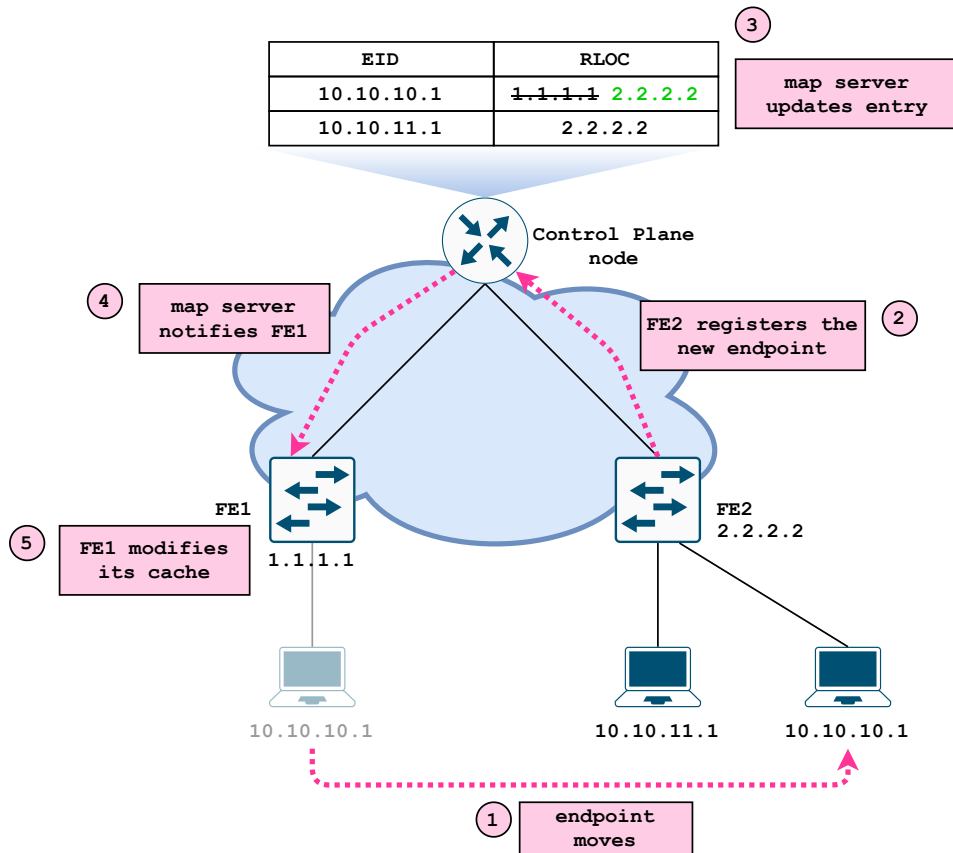 3
EID RLOC
10.10.10.1 1.1.1.1 2.2.2.2
10.10.11.1 2.2.2.2
map server
updates entry
Control Plane
node
4
map server
notifies FE1
FE2 registers the
new endpoint
2
FE1
1.1.1.1
FE2
2.2.2.2
5
FE1 modifies
its cache
10.10.10.1
10.10.11.1
10.10.10.1
1
endpoint
moves